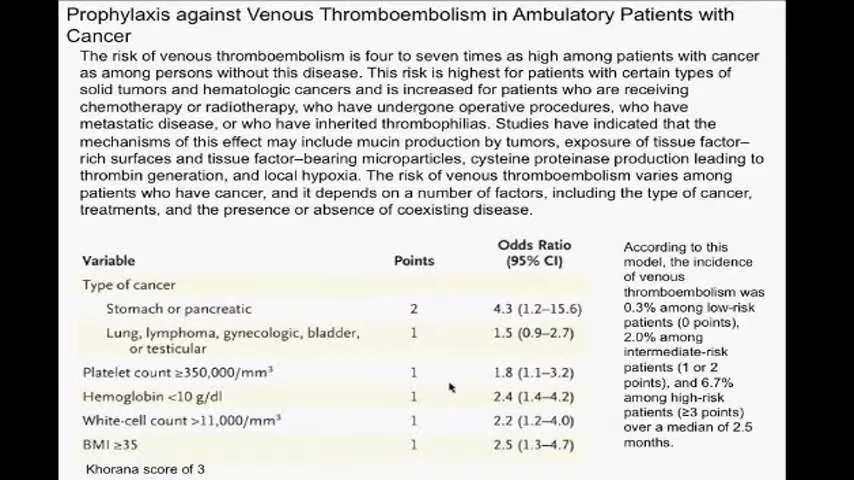 Prophylaxis against Venous Thromboembolism in Ambulatory Patients with
Cancer
The risk of venous thromboembolism is four to seven times as high among patients with cancer
as among persons without this disease. This risk is highest for patients with certain types of
solid tumors and hematologic cancers and is increased for patients who are receiving
chemotherapy or radiotherapy, who have undergone operative procedures, who have
metastatic disease, or who have inherited thrombophilias. Studies have indicated that the
mechanisms of this effect may include mucin production by tumors, exposure of tissue factor–
rich surfaces and tissue factor–bearing microparticles, cysteine proteinase production leading to
thrombin generation, and local hypoxia. The risk of venous thromboembolism varies among
patients who have cancer, and it depends on a number of factors, including the type of cancer,
treatments, and the presence or absence of coexisting disease.
Variable Points Odds Ratio
(95% CI)
Type of cancer
Stomach or pancreatic 2 4.3 (1.2–15.6)
Lung, lymphoma, gynecologic, bladder, 1 1.5 (0.9–2.7)
or testicular
Platelet count ≥350,000/mm³ 1 1.8 (1.1–3.2)
Hemoglobin <10 g/dl 1 2.4 (1.4–4.2)
White-cell count >11,000/mm³ 1 2.2 (1.2–4.0)
BMI ≥35 1 2.5 (1.3–4.7)
Khorana score of 3
According to this
model, the incidence
of venous
thromboembolism was
0.3% among low-risk
patients (0 points),
2.0% among
intermediate-risk
patients (1 or 2
points), and 6.7%
among high-risk
patients (≥3 points)
over a median of 2.5
months.